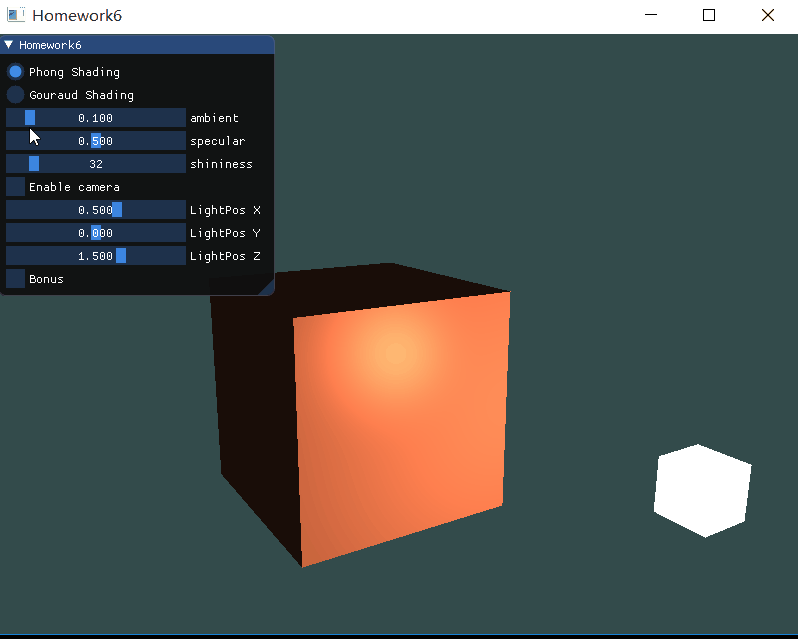 Homework6
Homework6
Phong Shading
Gouraud Shading
0.100 ambient
0.500 specular
32 shininess
Enable camera
0.500 LightPos X
0.000 LightPos Y
1.500 LightPos Z
Bonus